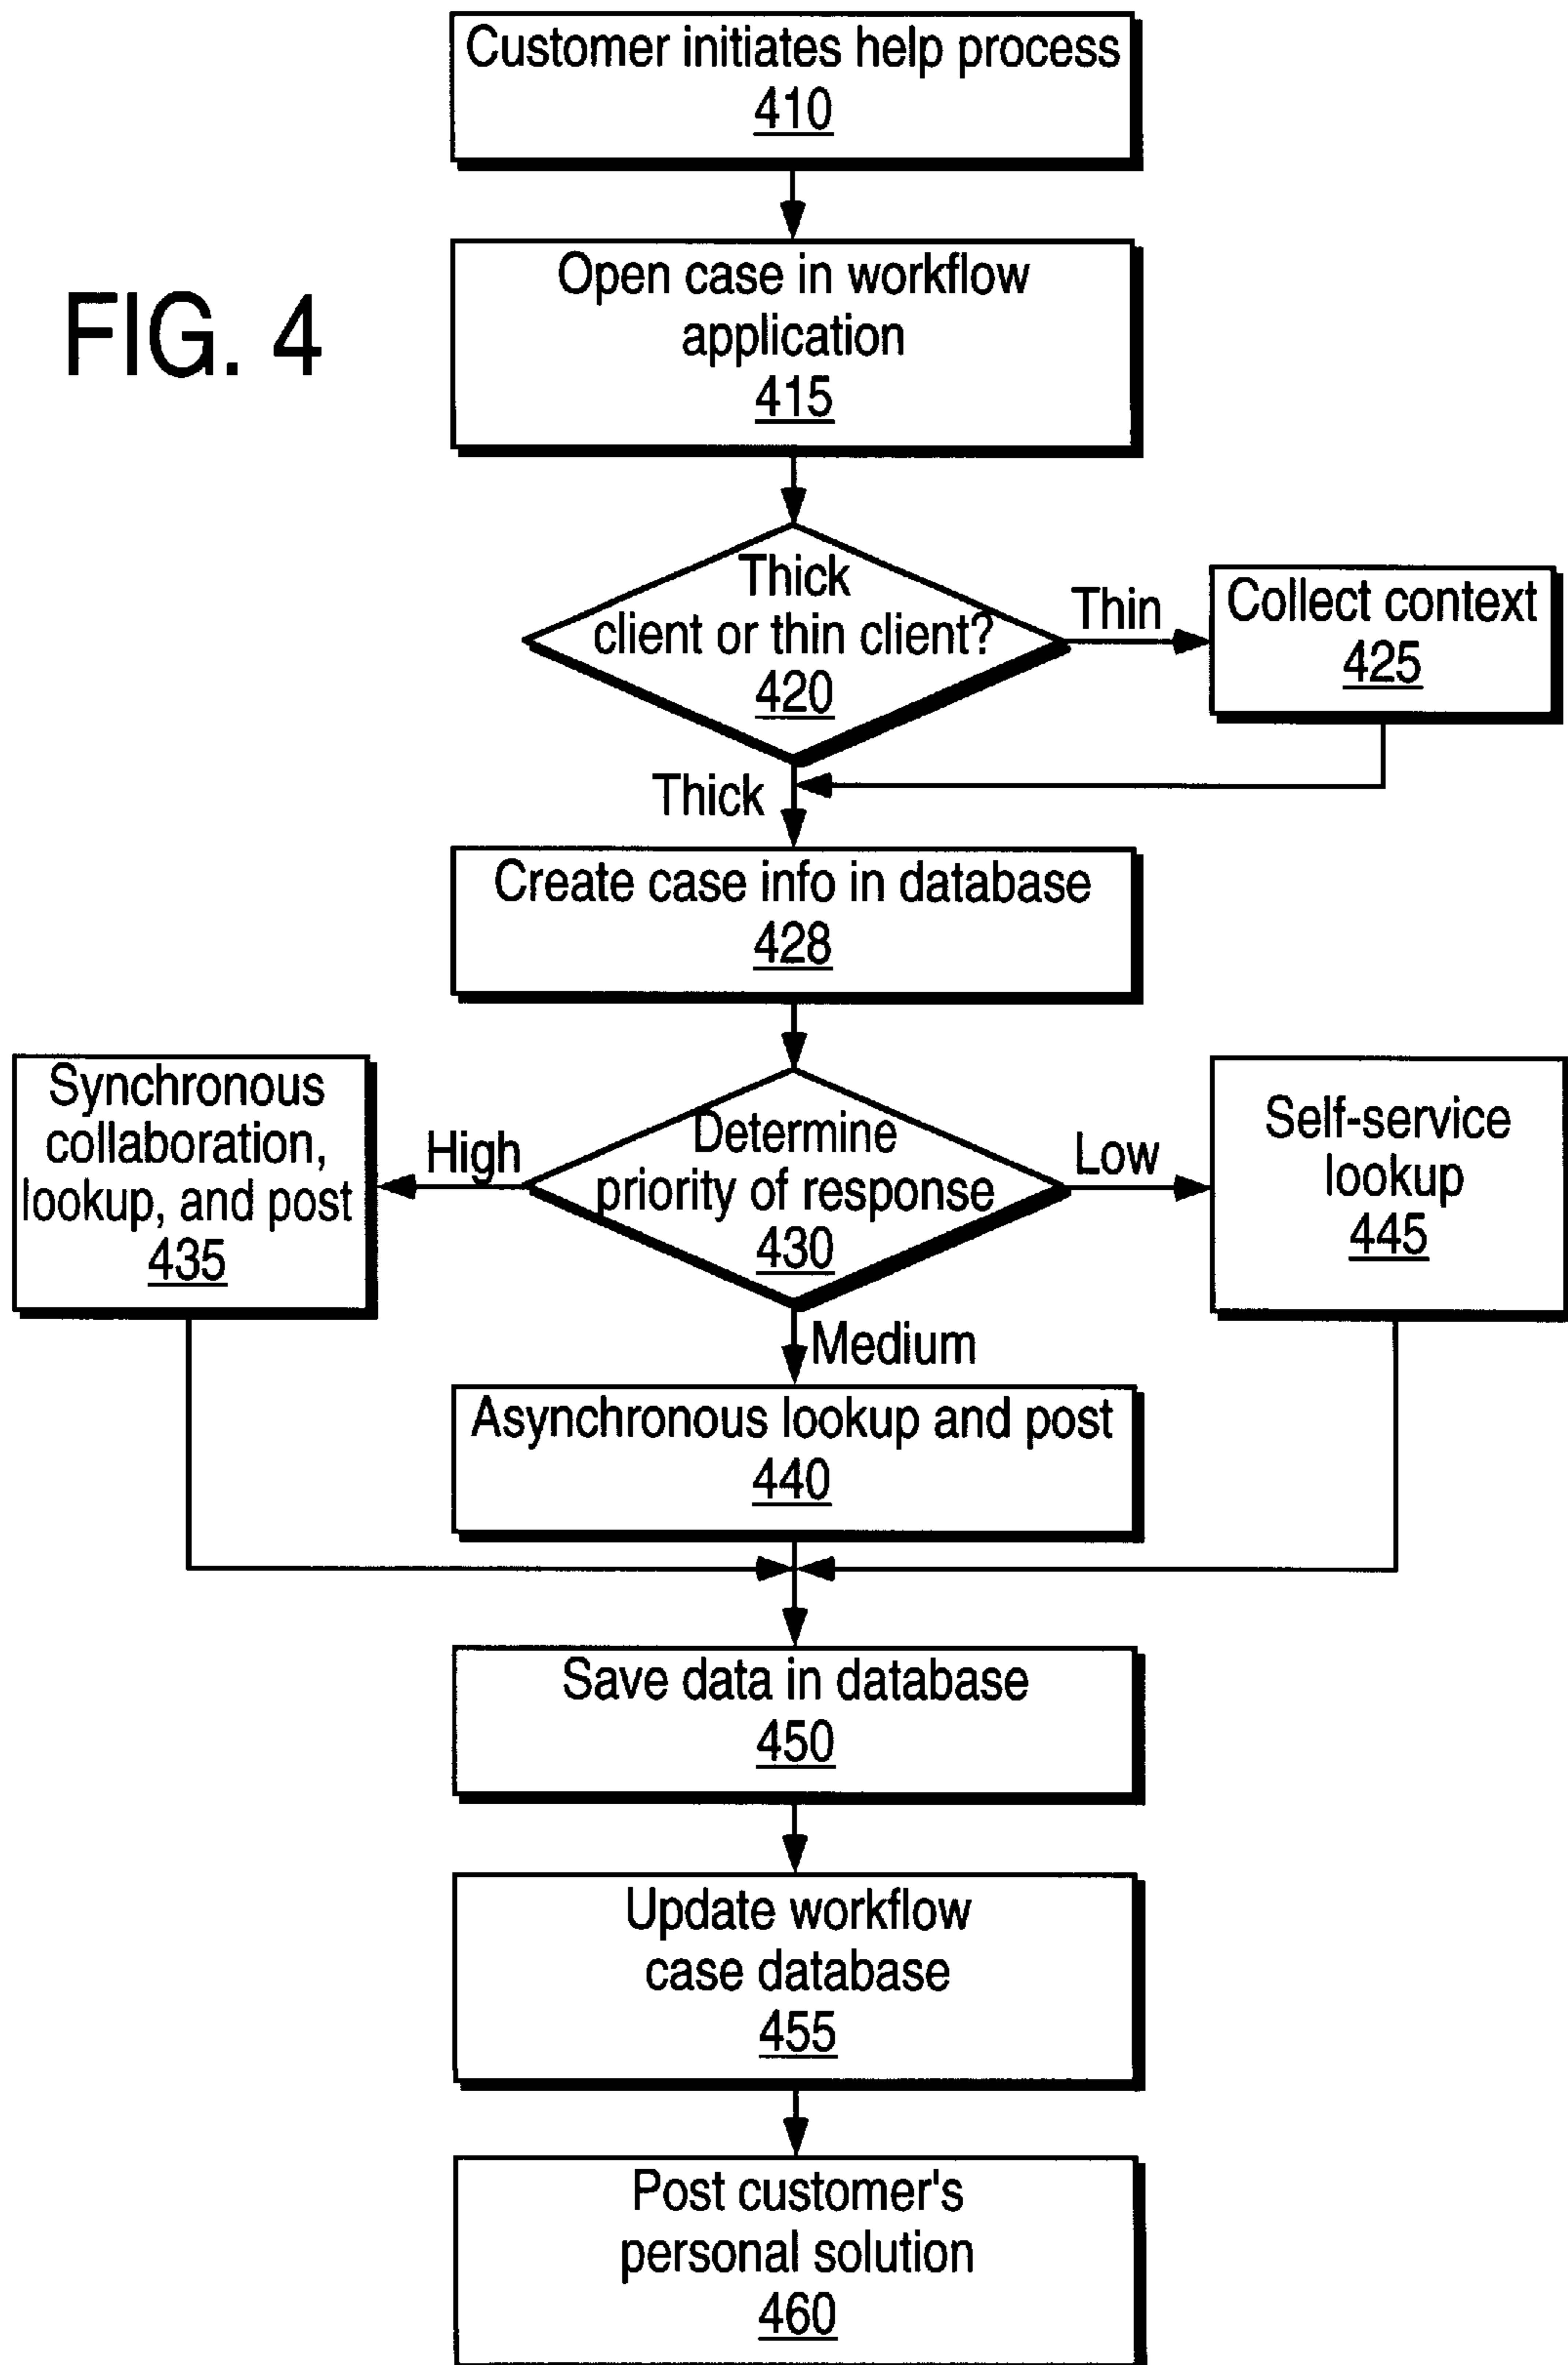 Customer initiates help process
410
FIG. 4
Open case in workflow
application
415
Thick
client or thin client?
420
Thin
Collect context
425
Thick
Create case info in database
428
Synchronous
collaboration,
lookup, and post
435
High
Determine
priority of response
430
Low
Self-service
lookup
445
Medium
Asynchronous lookup and post
440
Save data in database
450
Update workflow
case database
455
Post customer's
personal solution
460